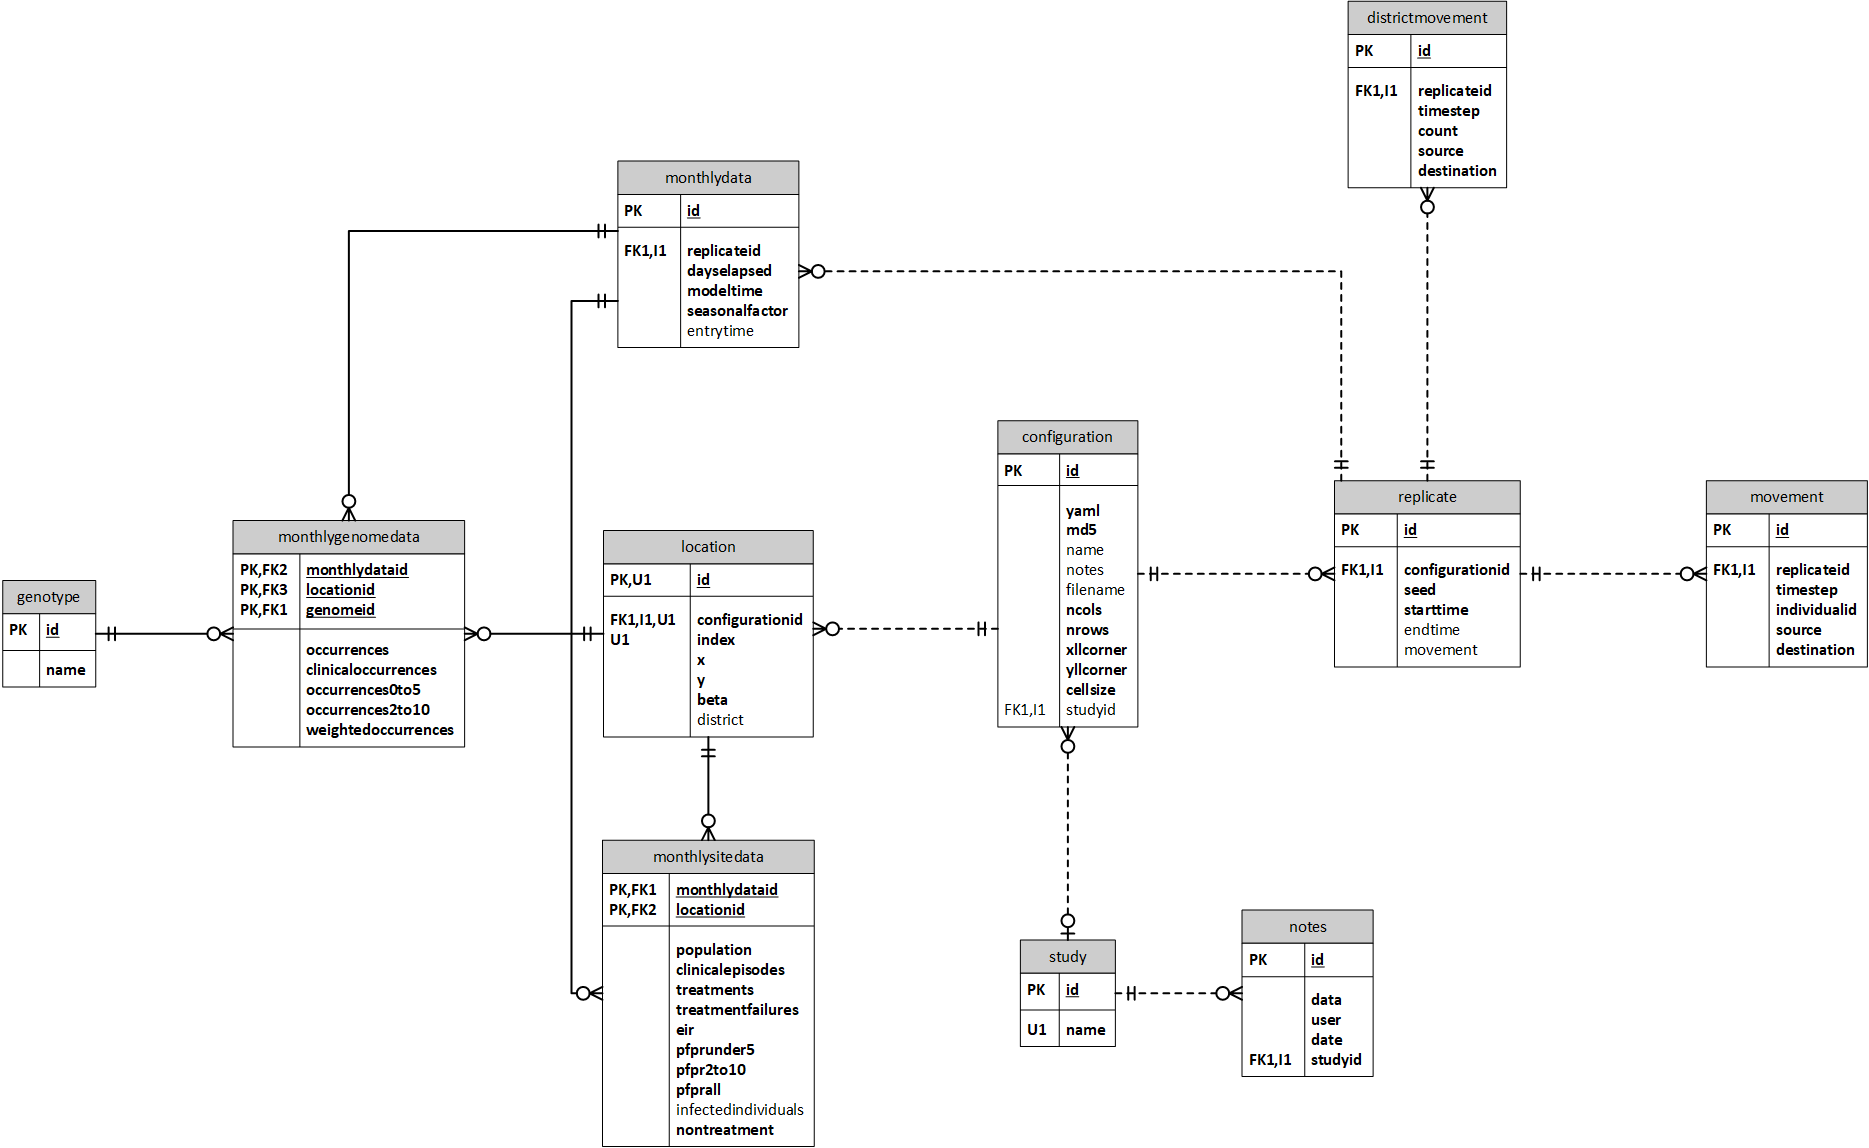 districtmovement
PK id
FK1,I1 replicateid
timestep
count
source
destination
monthlydata
PK id
FK1,I1 replicateid
dayselapsed
modeltime
seasonalfactor
entrytime
configuration
PK id
yaml
md5
name
notes
filename
ncols
nrows
xllcorner
yllcorner
cellsize
FK1,I1 studyid
replicate
PK id
FK1,I1 configurationid
seed
starttime
endtime
movement
movement
PK id
FK1,I1 replicateid
timestep
individualid
source
destination
monthlygenomedata
PK,FK2 monthlydataid
PK,FK3 locationid
PK,FK1 genomeid
occurrences
clinicaloccurrences
occurrences0to5
occurrences2to10
weightedoccurrences
location
PK,U1 id
FK1,I1,U1 configurationid
U1 index
x
y
beta
district
genotype
PK id
name
monthlysitedata
PK,FK1 monthlydataid
PK,FK2 locationid
population
clinicalepisodes
treatments
treatmentfailures
eir
pfprunder5
pfpr2to10
pfprall
infectedindividuals
nontreatment
study
PK id
U1 name
notes
PK id
data
user
date
FK1,I1 studyid